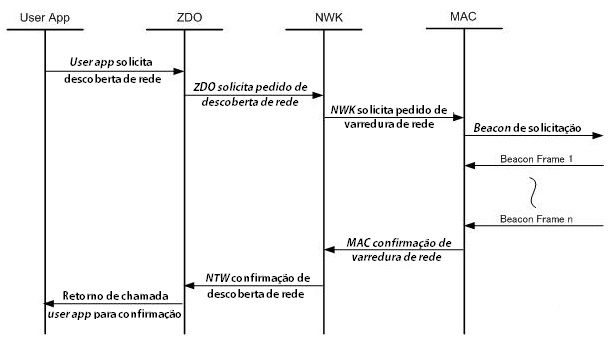 User App
ZDO
NWK
MAC
User app solicita
descoberta de rede
ZDO solicita pedido de
descoberta de rede
NWK solicita pedido de
varredura de rede
Beacon de solicitação
Beacon Frame 1
Beacon Frame n
MAC confirmação de
varredura de rede
NTW confirmação de
descoberta de rede
Retorno de chamada
user app para confirmação